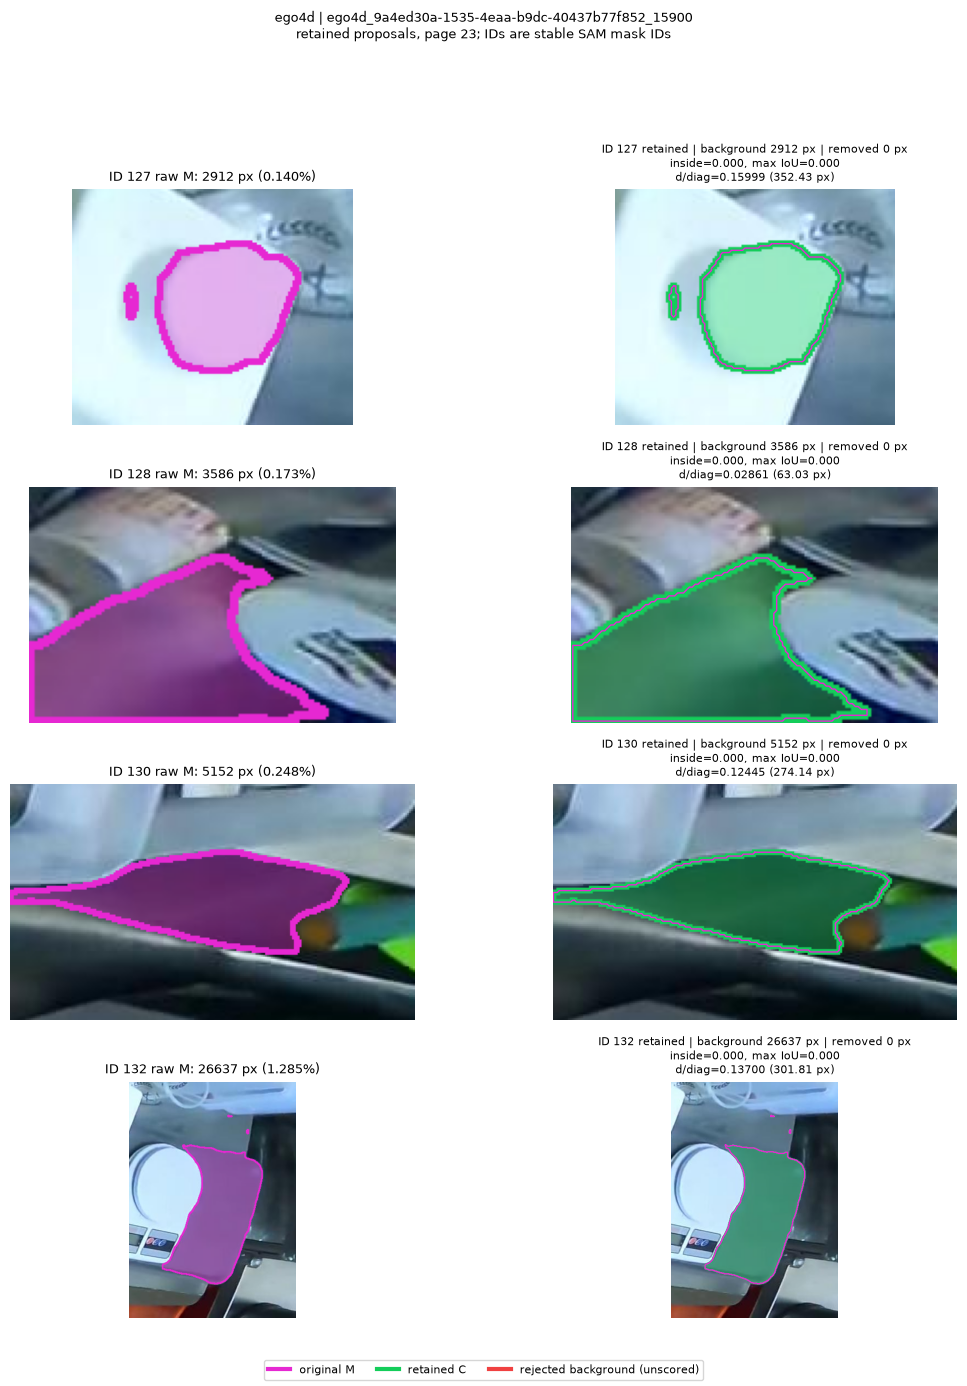 ego4d | ego4d_9a4ed30a-1535-4eaa-b9dc-40437b77f852_15900
retained proposals, page 23; IDs are stable SAM mask IDs
ID 127 raw M: 2912 px (0.140%)
ID 127 retained | background 2912 px | removed 0 px
inside=0.000, max IoU=0.000
d/diag=0.15999 (352.43 px)
ID 128 raw M: 3586 px (0.173%)
ID 128 retained | background 3586 px | removed 0 px
inside=0.000, max IoU=0.000
d/diag=0.02861 (63.03 px)
ID 130 raw M: 5152 px (0.248%)
ID 130 retained | background 5152 px | removed 0 px
inside=0.000, max IoU=0.000
d/diag=0.12445 (274.14 px)
ID 132 raw M: 26637 px (1.285%)
ID 132 retained | background 26637 px | removed 0 px
inside=0.000, max IoU=0.000
d/diag=0.13700 (301.81 px)
original M
retained C
rejected background (unscored)